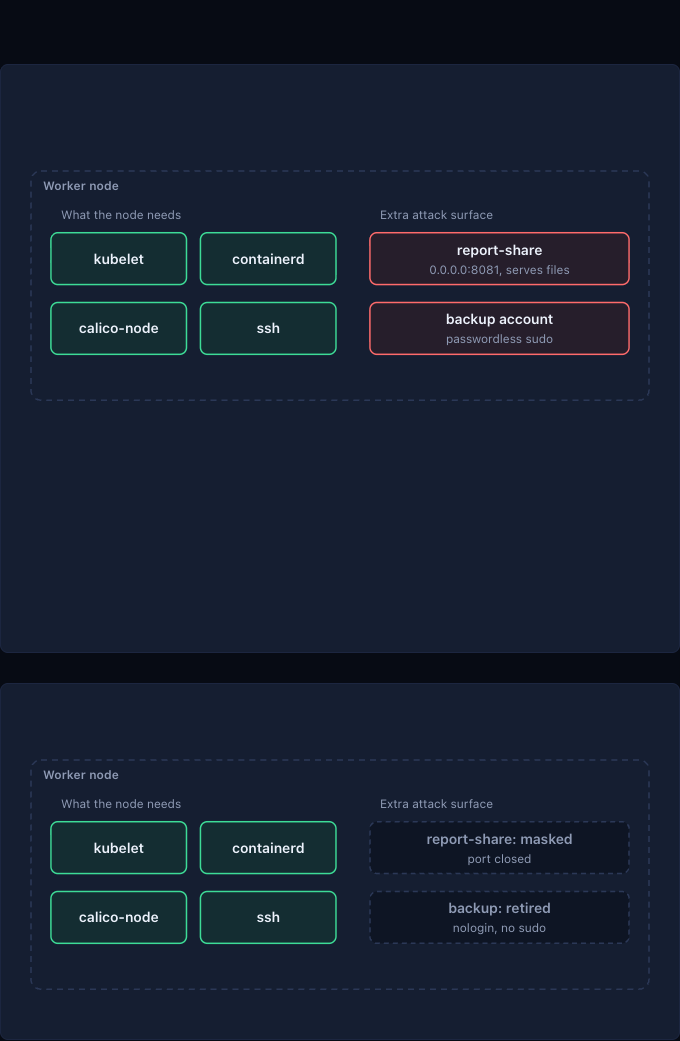 Worker node
What the node needs
Extra attack surface
kubelet
containerd
report-share
0.0.0.0:8081, serves files
calico-node
ssh
backup account
passwordless sudo
Worker node
What the node needs
Extra attack surface
kubelet
containerd
report-share: masked
port closed
calico-node
ssh
backup: retired
nologin, no sudo